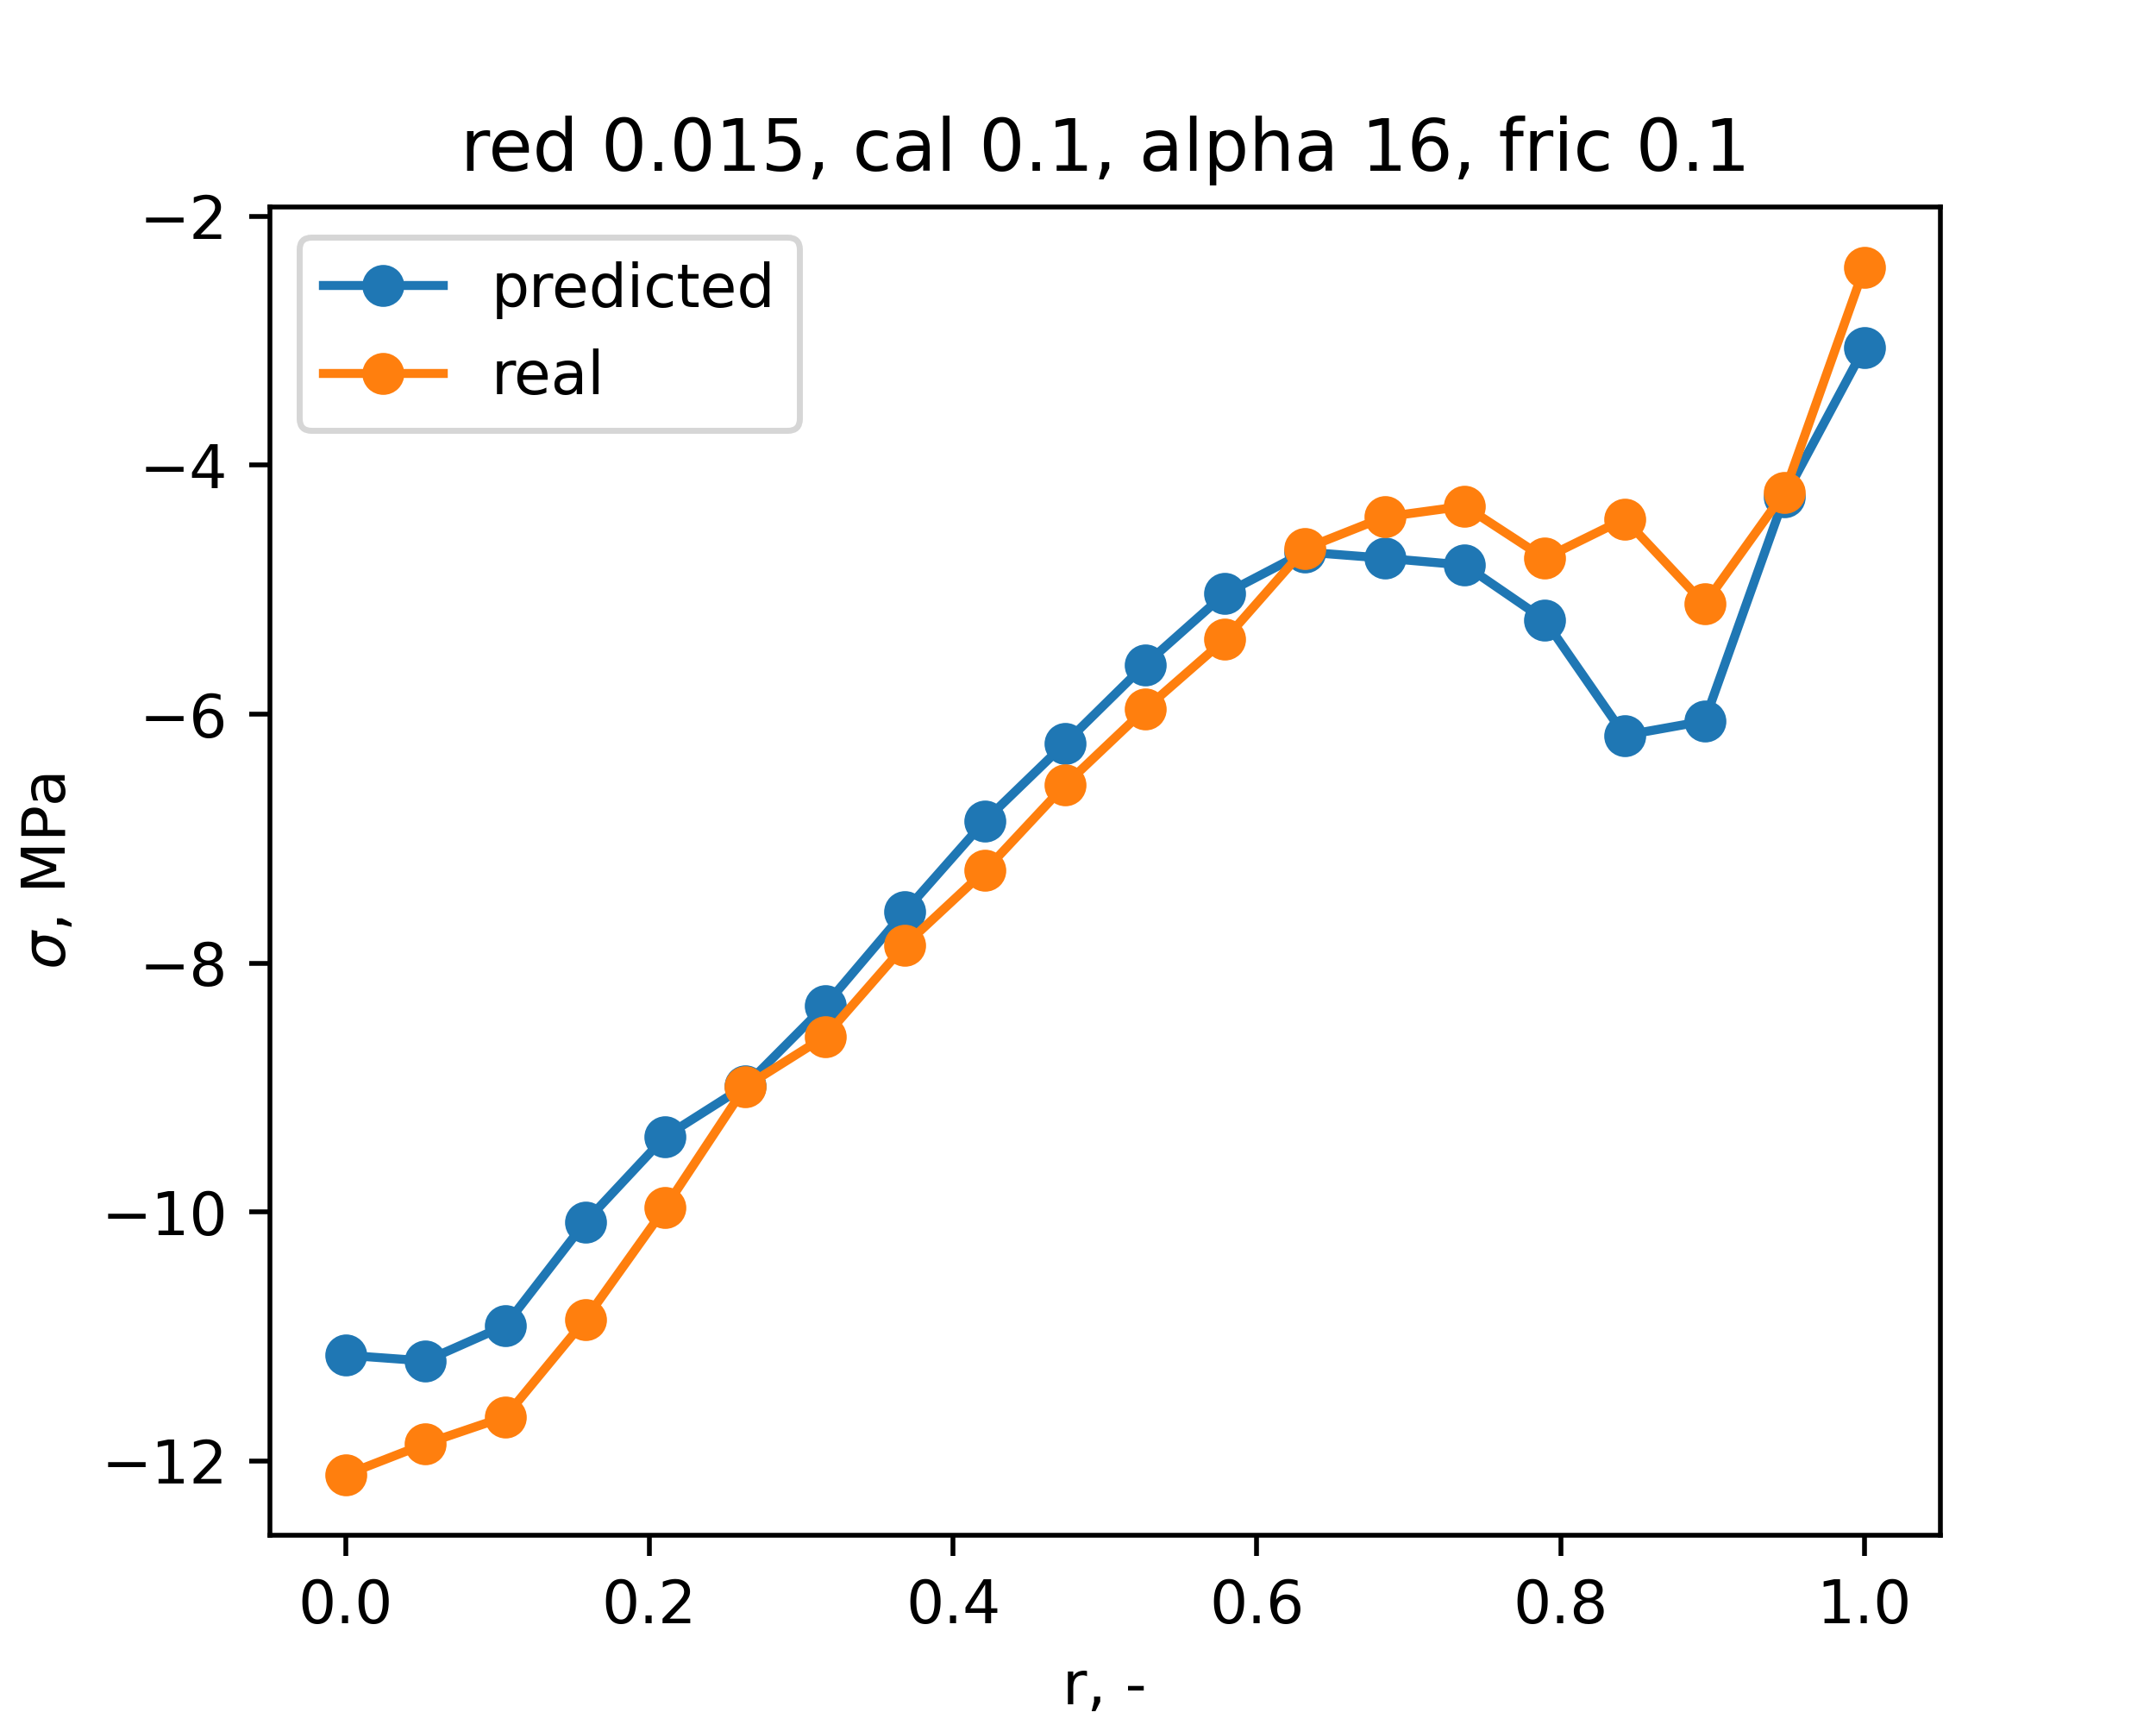 red 0.015, cal 0.1, alpha 16, fric 0.1
predicted
real
−2
−4
−6
−8
−10
−12
σ, MPa
0.0 0.2 0.4 0.6 0.8 1.0
r, -